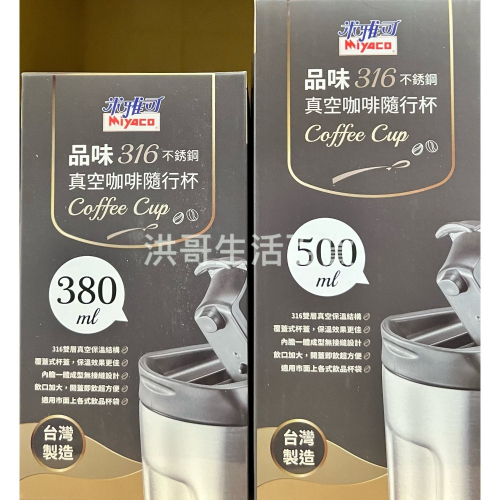 米雅可
Miyaco
品味316不銹鋼
真空咖啡隨行杯
Coffee Cup
380
ml
316雙層真空保溫結構
覆蓋式杯蓋,保溫效果更佳
內膽一體成型無接縫設計
飲口加大,開蓋即飲超方便
適用市面上各式飲品杯袋
台灣
製造
米雅可
Miyaco
品味316不銹鋼
真空咖啡隨行杯
Coffee Cup
500
ml
316雙層真空保溫結構
覆蓋式杯蓋,保溫效果更佳
內膽一體成型無接縫設計
飲口加大,開蓋即飲超方便
適用市面上各式飲品杯袋
台灣
製造
洪哥生活